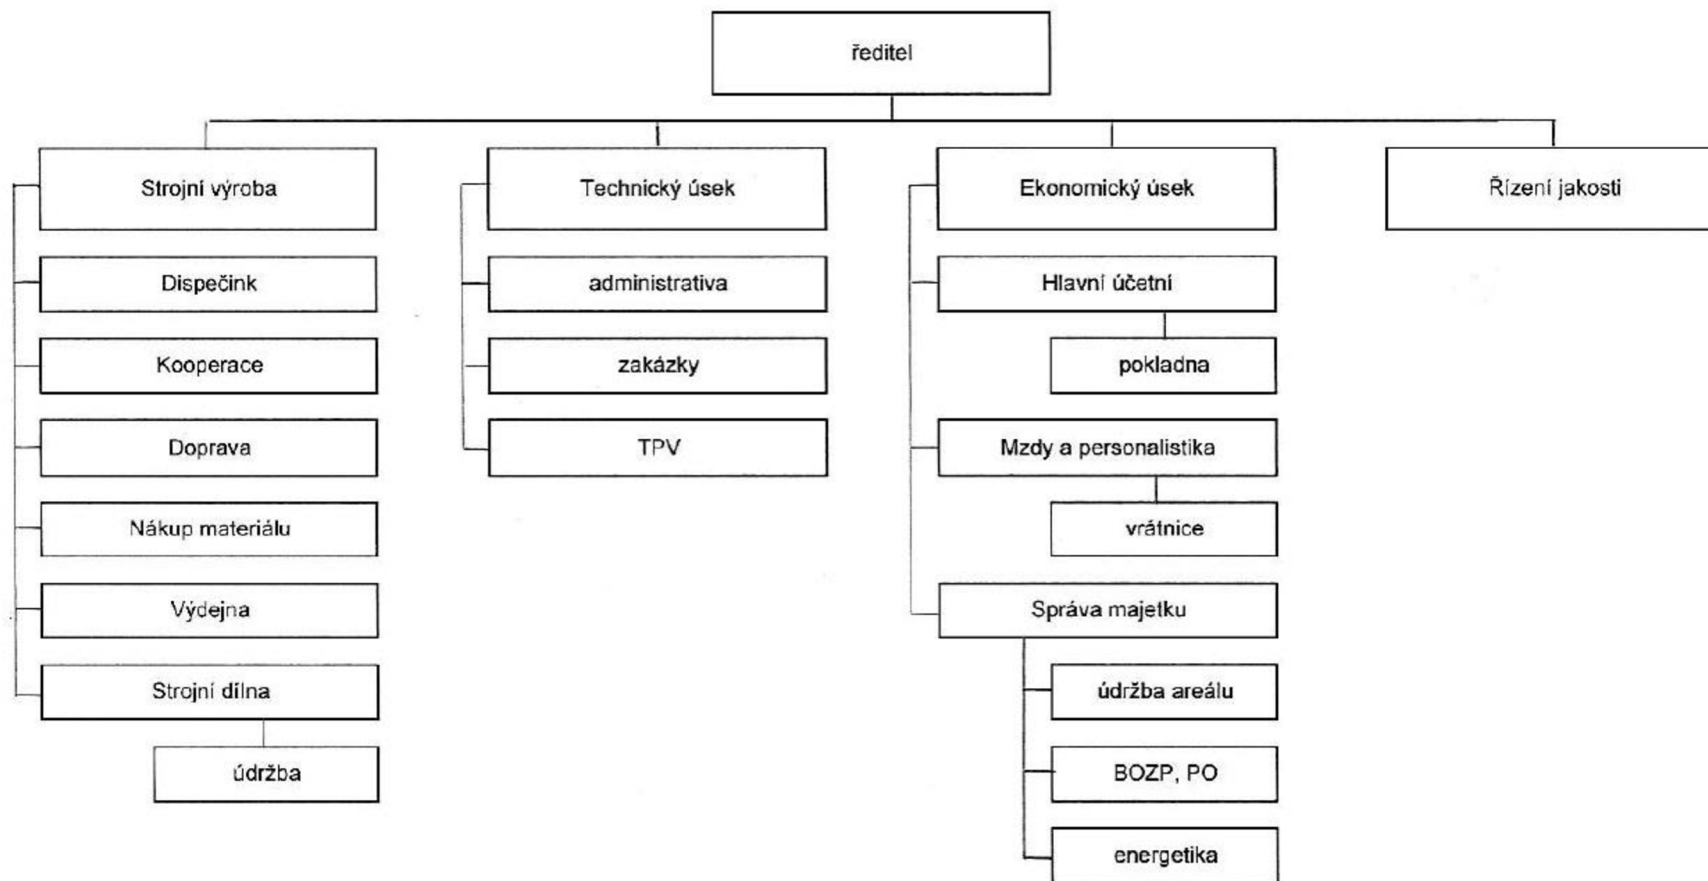 ředitel
Strojní výroba
Technický úsek
Ekonomický úsek
Řízení jakosti
Dispečink
administrativa
Hlavní účetní
Kooperace
zakázky
pokladna
Doprava
TPV
Mzdy a personalistika
Nákup materiálu
vrátnice
Výdejna
Správa majetku
Strojní dílna
údržba areálu
údržba
BOZP, PO
energetika